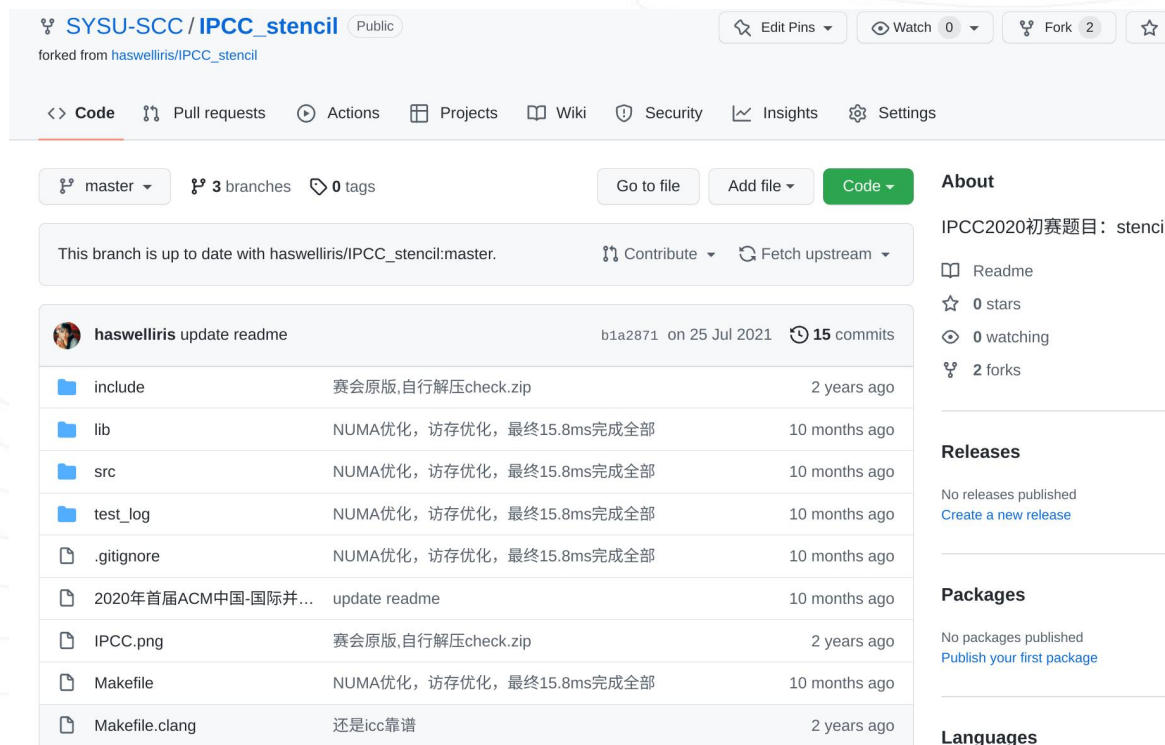 SYSU-SCC / IPCC_stencil Public
Edit Pins Watch 0 Fork 2
forked from haswelliris/IPCC_stencil
Code Pull requests Actions Projects Wiki Security Insights Settings
master 3 branches 0 tags Go to file Add file Code
This branch is up to date with haswelliris/IPCC_stencil:master. Contribute Fetch upstream
haswelliris update readme b1a2871 on 25 Jul 2021 15 commits
include 赛会原版,自行解压check.zip 2 years ago
lib NUMA优化，访存优化，最终15.8ms完成全部 10 months ago
src NUMA优化，访存优化，最终15.8ms完成全部 10 months ago
test_log NUMA优化，访存优化，最终15.8ms完成全部 10 months ago
.gitignore NUMA优化，访存优化，最终15.8ms完成全部 10 months ago
2020年首届ACM中国-国际并... update readme 10 months ago
IPCC.png 赛会原版,自行解压check.zip 2 years ago
Makefile NUMA优化，访存优化，最终15.8ms完成全部 10 months ago
Makefile.clang 还是icc靠谱 2 years ago
About
IPCC2020初赛题目：stenci
Readme
0 stars
0 watching
2 forks
Releases
No releases published
Create a new release
Packages
No packages published
Publish your first package
Languages